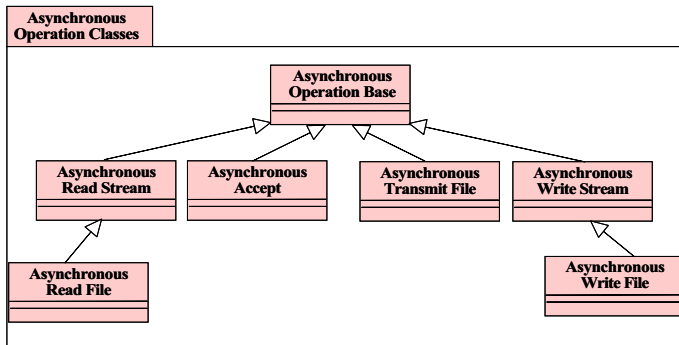 Asynchronous
Operation Classes
Asynchronous
Operation Base
Asynchronous
Read Stream
Asynchronous
Accept
Asynchronous
Transmit File
Asynchronous
Write Stream
Asynchronous
Read File
Asynchronous
Write File